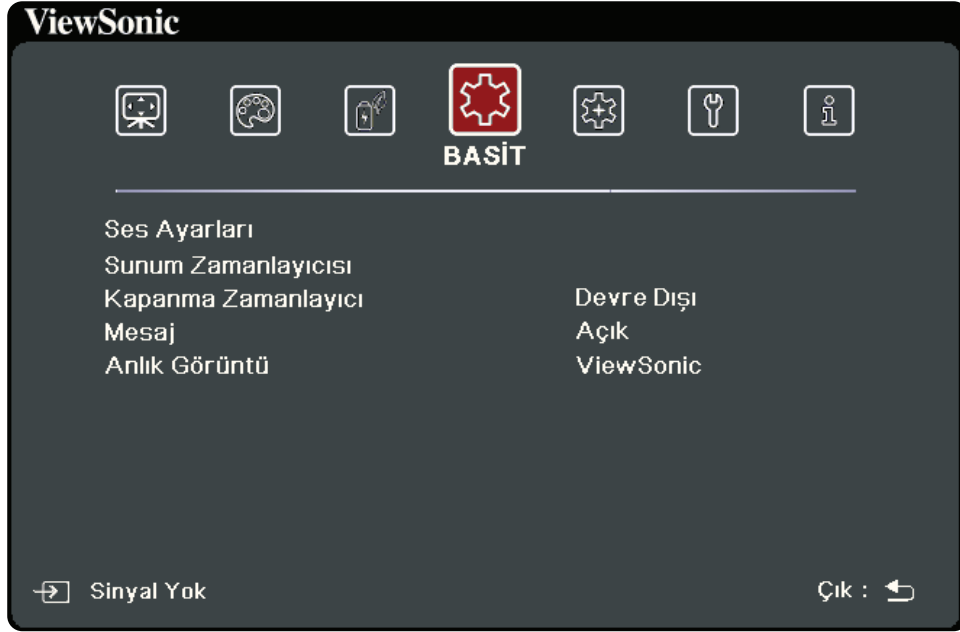 ViewSonic
BASİT
Ses Ayarları
Sunum Zamanlayıcısı
Kapanma Zamanlayıcı Devre Dışı
Mesaj Açık
Anlık Görüntü ViewSonic
Sinyal Yok Çık :